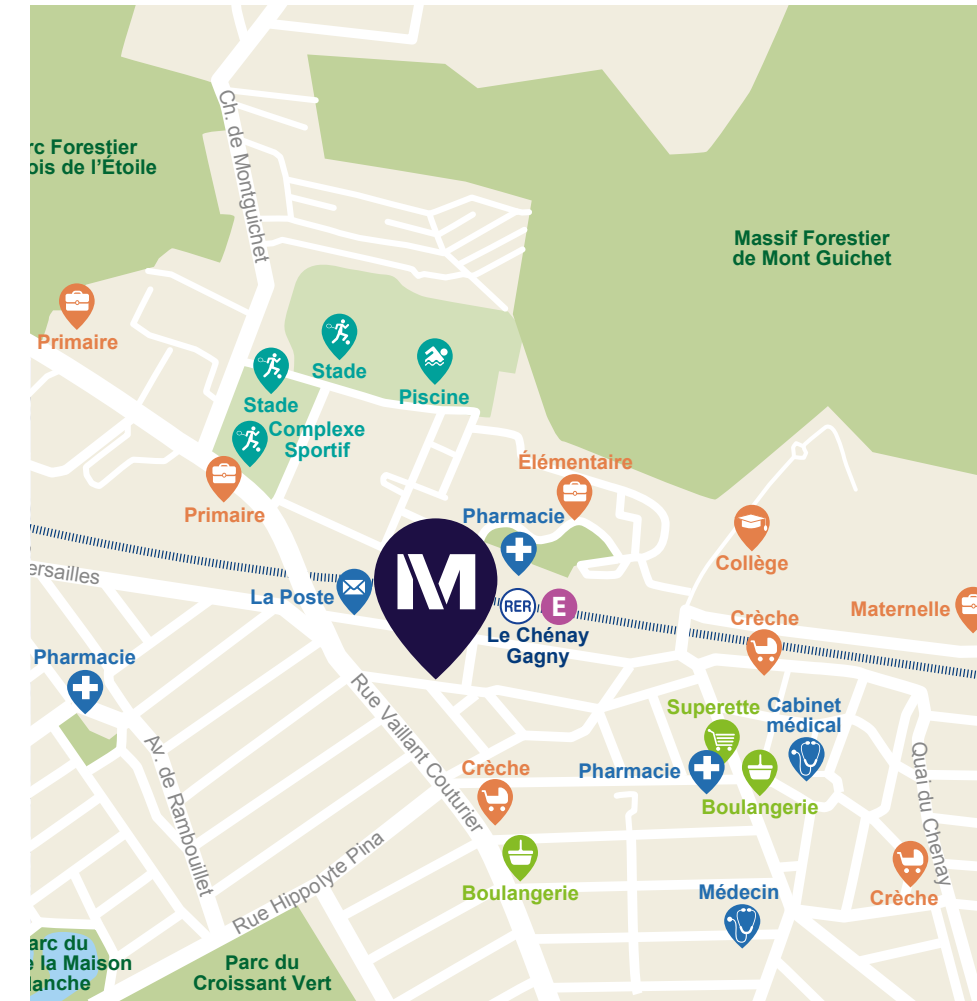 Ch. de Montguichet
rc Forestier
ois de l'Étoile
Massif Forestier
de Mont Guichet
Primaire
Stade
Piscine
Stade
Complexe
Sportif
Élémentaire
Primaire
Pharmacie
Collège
ersailles
La Poste
M
RER E
Le Chénay
Gagny
Crèche
Maternelle
Pharmacie
Rue Vaillant Couturier
Superette
Cabinet
médical
Av. de Rambouillet
Crèche
Pharmacie
Boulangerie
Quai du Chenay
Rue Hippolyte Pina
Boulangerie
Médecin
Crèche
arc du
e la Maison
lanche
Parc du
Croissant Vert